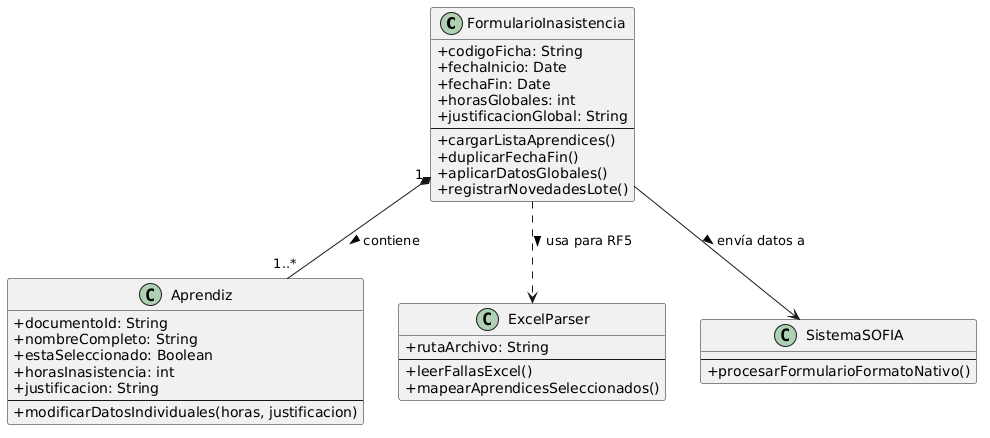 C FormularioInasistencia
+codigoFicha: String
+fechaInicio: Date
+fechaFin: Date
+horasGlobales: int
+justificacionGlobal: String
+cargarListaAprendices()
+duplicarFechaFin()
+aplicarDatosGlobales()
+registrarNovedadesLote()
1
contiene
usa para RF5
envía datos a
1..*
C Aprendiz
+documentoId: String
+nombreCompleto: String
+estaSeleccionado: Boolean
+horasInasistencia: int
+justificacion: String
+modificarDatosIndividuales(horas, justificacion)
C ExcelParser
+rutaArchivo: String
+leerFallasExcel()
+mapearAprendicesSeleccionados()
C SistemaSOFIA
+procesarFormularioFormatoNativo()